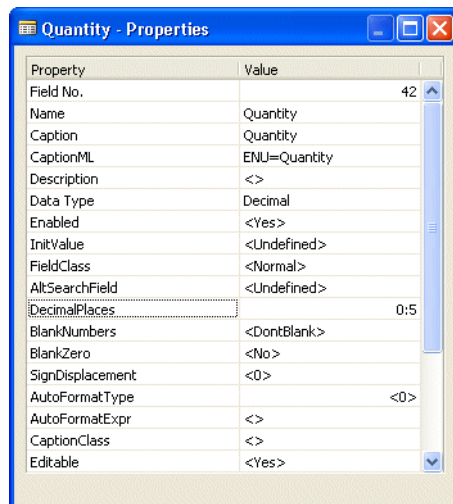 Quantity - Properties
Property Value
Field No. 42
Name Quantity
Caption Quantity
CaptionML ENU=Quantity
Description <>
Data Type Decimal
Enabled <Yes>
InitValue <Undefined>
FieldClass <Normal>
AltSearchField <Undefined>
DecimalPlaces 0:5
BlankNumbers <DontBlank>
BlankZero <No>
SignDisplacement <0>
AutoFormatType <0>
AutoFormatExpr <>
CaptionClass <>
Editable <Yes>